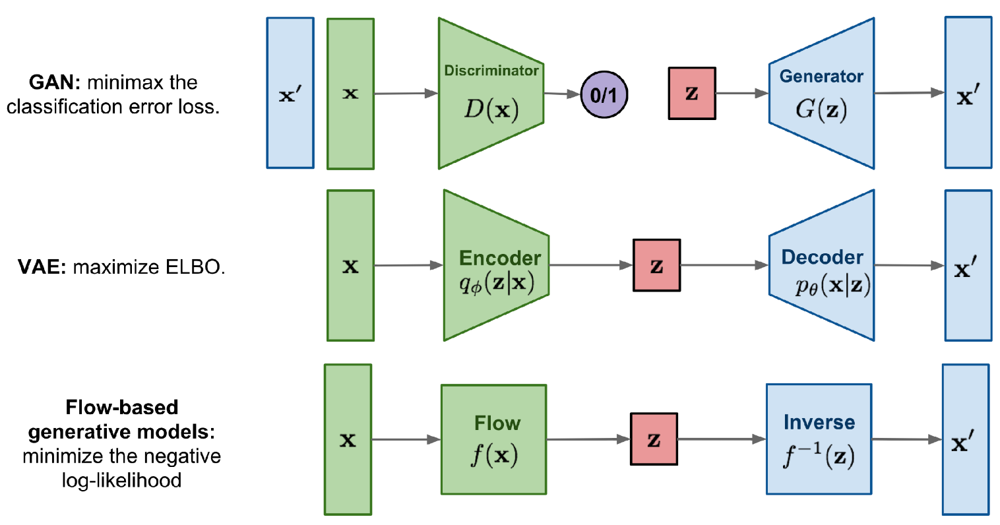 GAN: minimax the
classification error loss.
x′
x
Discriminator
D(x)
0/1
z
Generator
G(z)
x′
VAE: maximize ELBO.
x
Encoder
qϕ(z|x)
z
Decoder
pθ(x|z)
x′
Flow-based
generative models:
minimize the negative
log-likelihood
x
Flow
f(x)
z
Inverse
f⁻¹(z)
x′